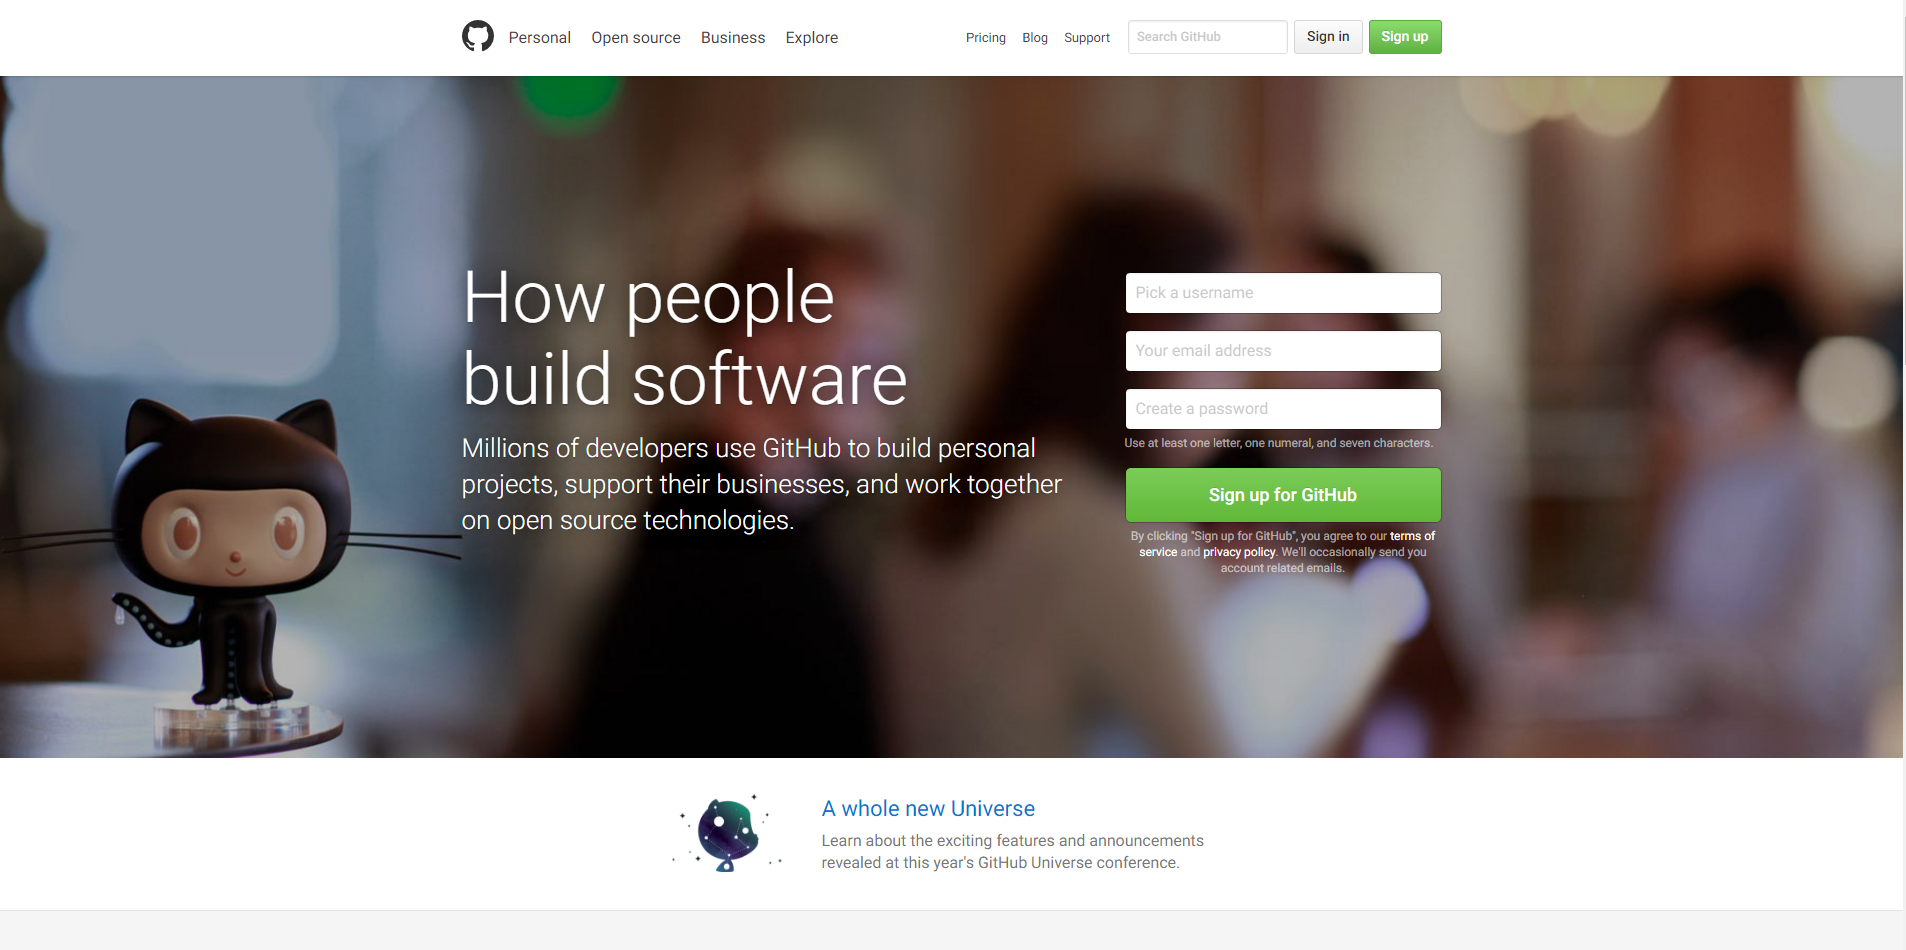 Personal Open source Business Explore Pricing Blog Support Search GitHub Sign in Sign up
How people
build software
Millions of developers use GitHub to build personal
projects, support their businesses, and work together
on open source technologies.
Pick a username
Your email address
Create a password
Use at least one letter, one numeral, and seven characters.
Sign up for GitHub
By clicking "Sign up for GitHub", you agree to our terms of
service and privacy policy. We'll occasionally send you
account related emails.
A whole new Universe
Learn about the exciting features and announcements
revealed at this year's GitHub Universe conference.